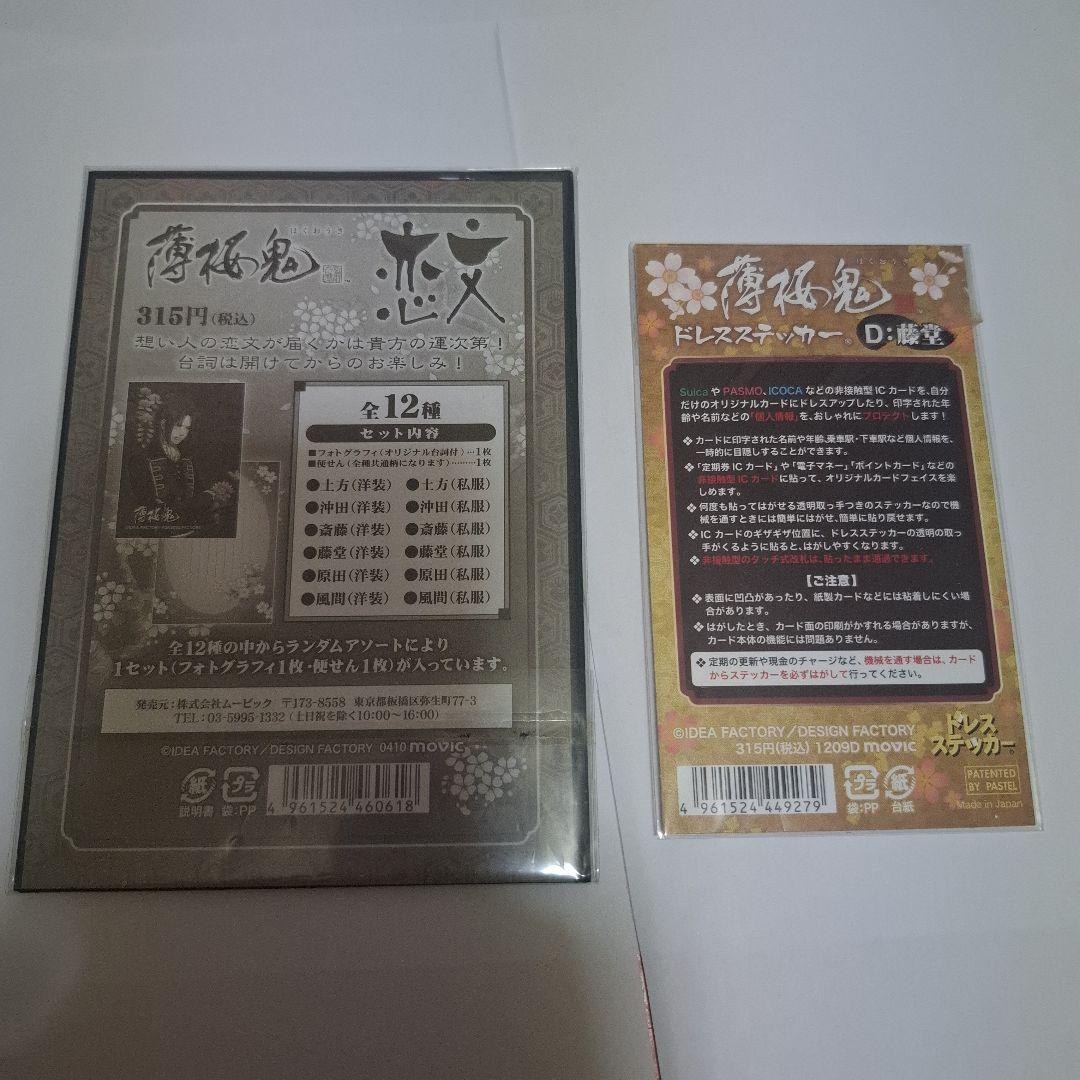 はくおうき
薄桜鬼
恋文
315円(税込)
想い人の恋文が届くかは貴方の運次第!
台詞は開けてからのお楽しみ!
薄桜鬼
©IDEA FACTORY/DESIGN FACTORY
全12種
セット内容
■フォトグラフィ(オリジナル台詞付)…1枚
■便せん(全種共通柄になります)………1枚
●土方(洋装) ●土方(私服)
●沖田(洋装) ●沖田(私服)
●斎藤(洋装) ●斎藤(私服)
●藤堂(洋装) ●藤堂(私服)
●原田(洋装) ●原田(私服)
●風間(洋装) ●風間(私服)
全12種の中からランダムアソートにより
1セット(フォトグラフィ1枚・便せん1枚)が入っています。
発売元:株式会社ムービック 〒173-8558 東京都板橋区弥生町77-3
TEL:03-5995-1332(土日祝を除く10:00~16:00)
©IDEA FACTORY/DESIGN FACTORY 0410 movic
紙 プラ
説明書 袋:PP
4 961524 460618
はくおうき
薄桜鬼
ドレスステッカー® D:藤堂
Suica や PASMO、ICOCA などの非接触型 IC カードを、自分
だけのオリジナルカードにドレスアップしたり、印字された年
齢や名前などの「個人情報」を、おしゃれにプロテクトします!
❖カードに印字された名前や年齢、乗車駅・下車駅など個人情報を、
一時的に目隠しすることができます。
❖「定期券 IC カード」や「電子マネー」「ポイントカード」などの
非接触型 IC カードに貼って、オリジナルカードフェイスを楽
しめます。
❖何度も貼ってはがせる透明取っ手つきのステッカーなので機
械を通すときには簡単にはがせ、簡単に貼り戻せます。
❖IC カードのギザギザ位置に、ドレスステッカーの透明の取っ
手がくるように貼ると、はがしやすくなります。
❖非接触型のタッチ式改札は、貼ったまま通過できます。
【ご注意】
❖表面に凹凸があったり、紙製カードなどには粘着しにくい場
合があります。
❖はがしたとき、カード面の印刷がかすれる場合がありますが、
カード本体の機能には問題ありません。
❖定期の更新や現金のチャージなど、機械を通す場合は、カード
からステッカーを必ずはがして行ってください。
©IDEA FACTORY/DESIGN FACTORY
315円(税込) 1209D movic
ドレス
ステッカー®
4 961524 449279
プラ 紙
袋:PP 台紙
PATENTED
BY PASTEL
Made in Japan